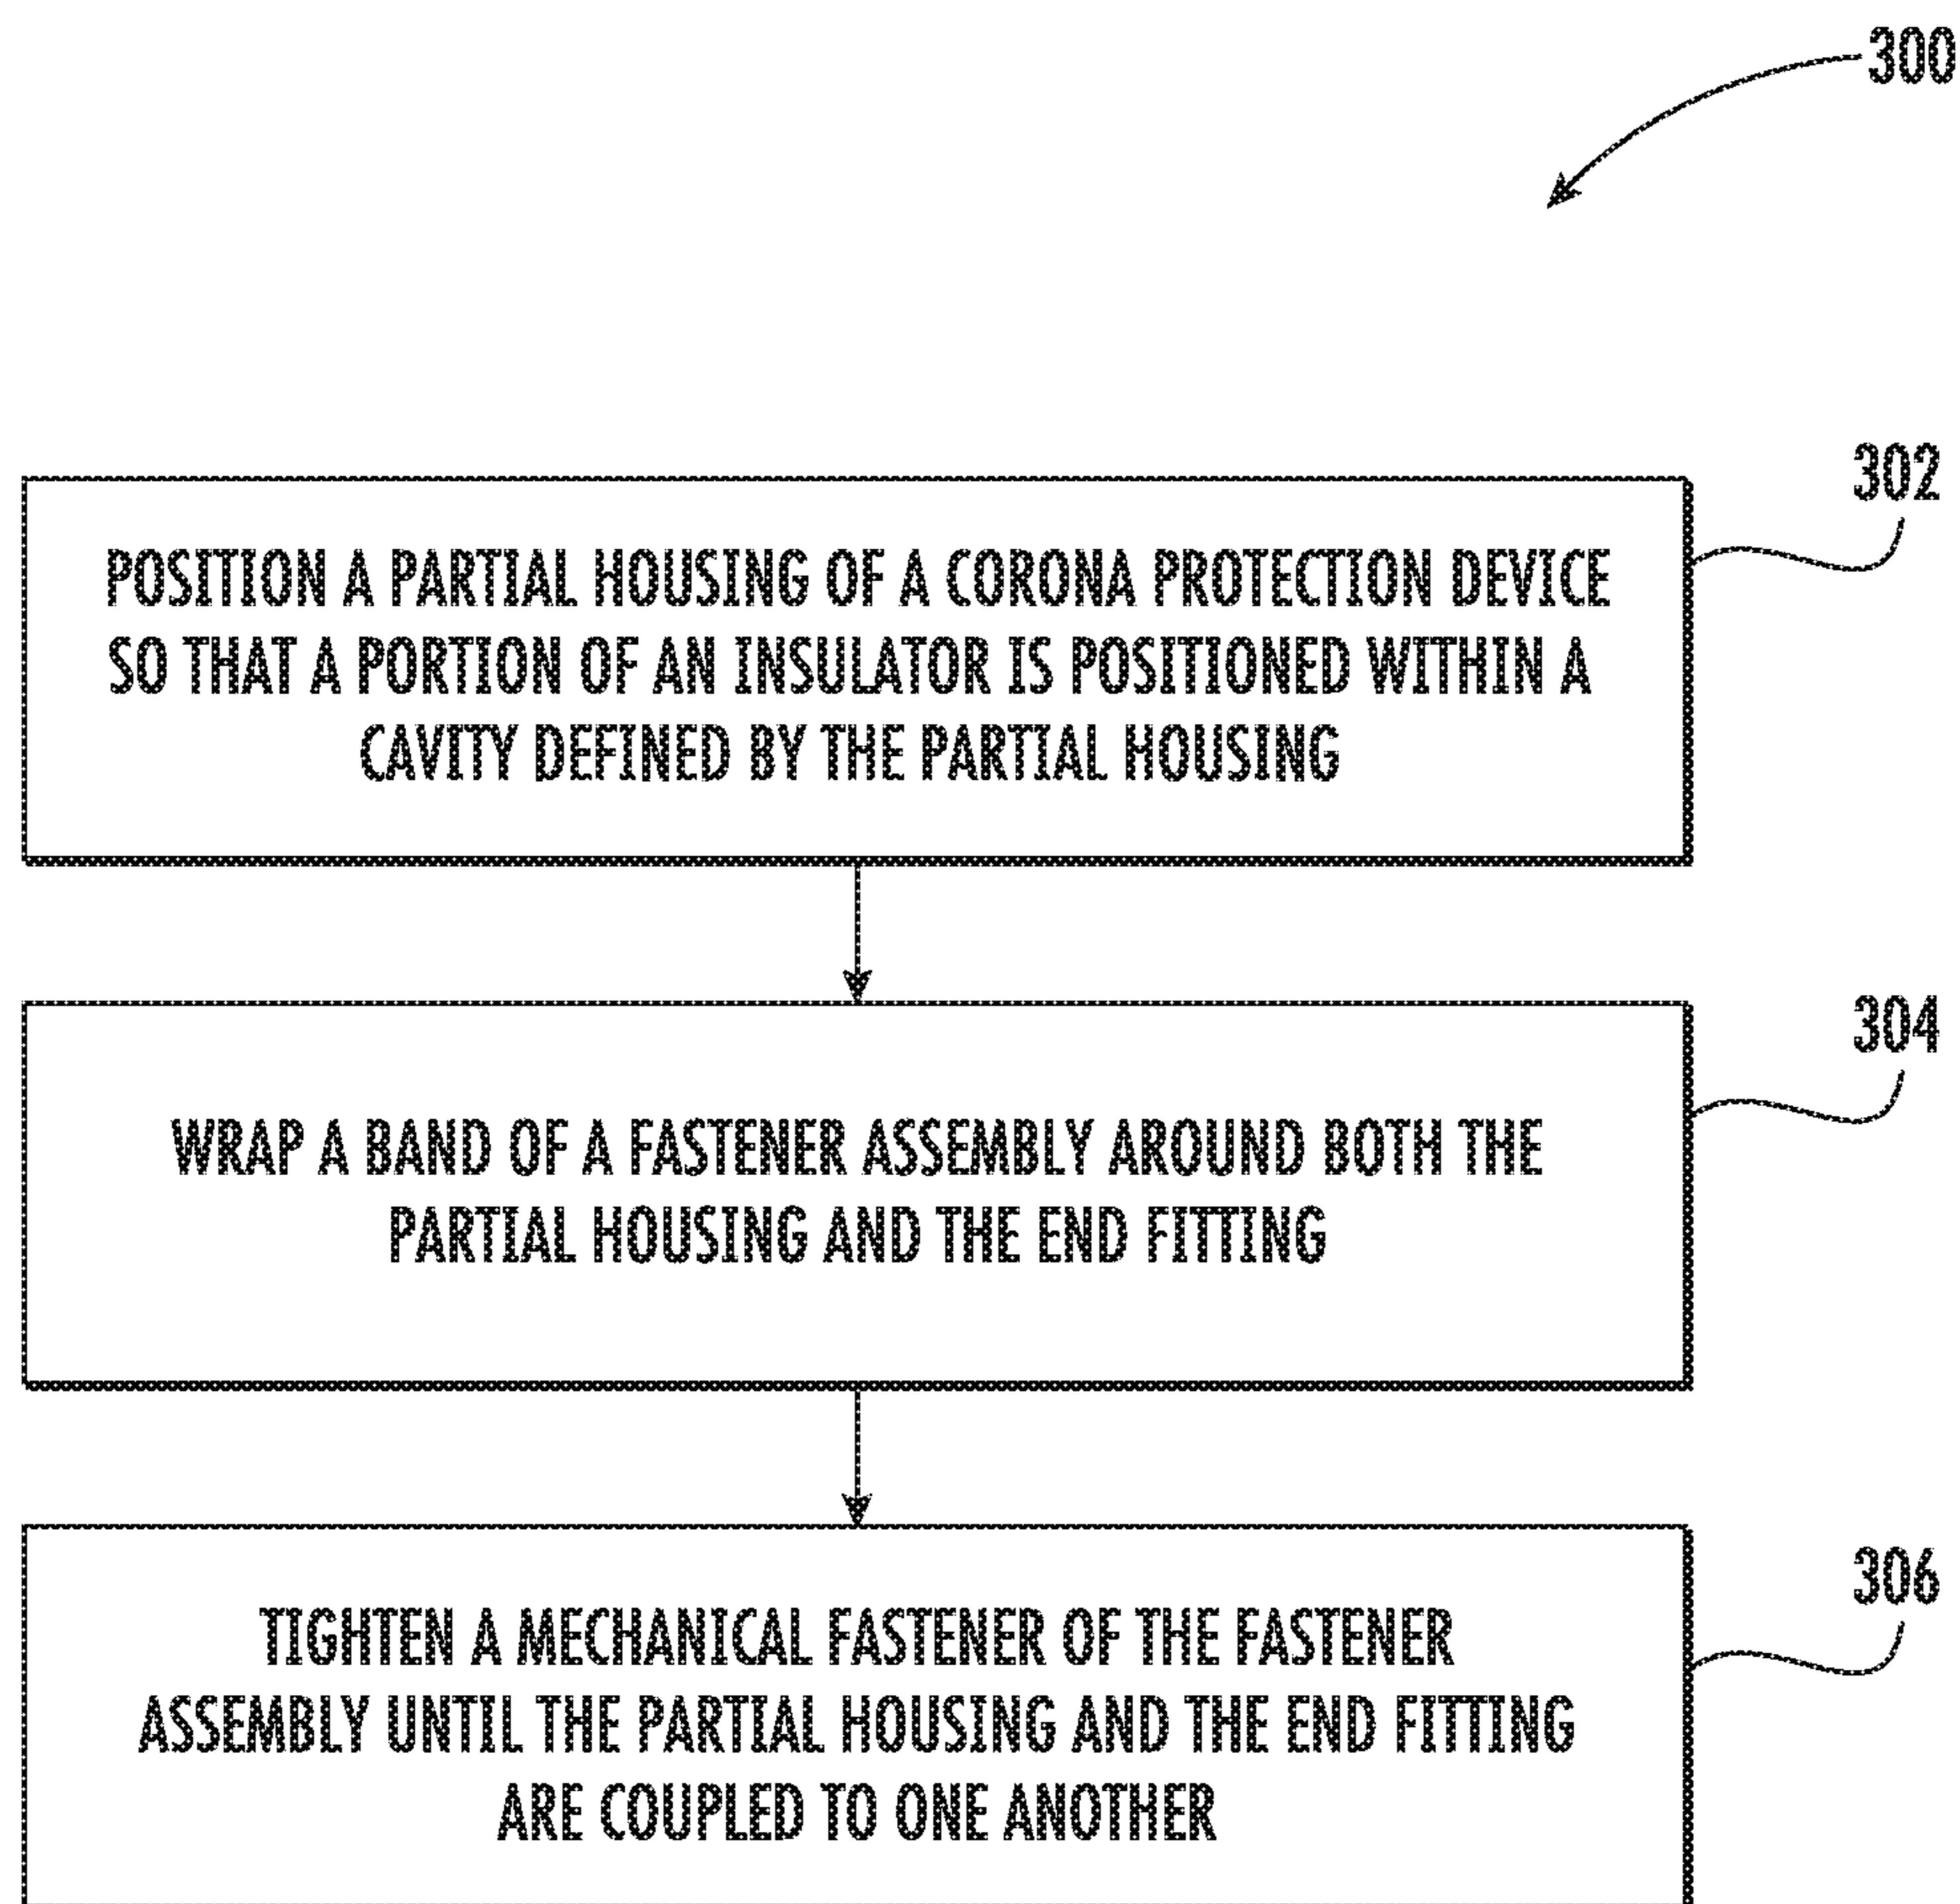 300
302
POSITION A PARTIAL HOUSING OF A CORONA PROTECTION DEVICE
SO THAT A PORTION OF AN INSULATOR IS POSITIONED WITHIN A
CAVITY DEFINED BY THE PARTIAL HOUSING
304
WRAP A BAND OF A FASTENER ASSEMBLY AROUND BOTH THE
PARTIAL HOUSING AND THE END FITTING
306
TIGHTEN A MECHANICAL FASTENER OF THE FASTENER
ASSEMBLY UNTIL THE PARTIAL HOUSING AND THE END FITTING
ARE COUPLED TO ONE ANOTHER